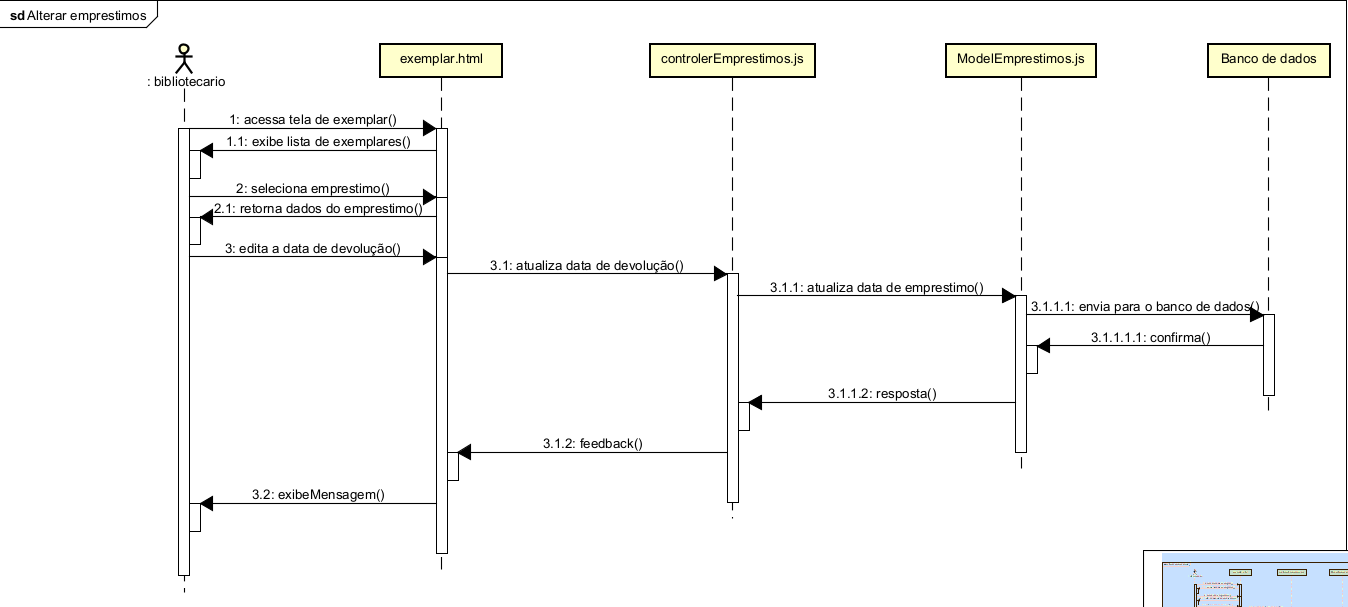 sd Alterar emprestimos
: bibliotecario
exemplar.html
controlerEmprestimos.js
ModelEmprestimos.js
Banco de dados
1: acessa tela de exemplar()
1.1: exibe lista de exemplares()
2: seleciona emprestimo()
2.1: retorna dados do emprestimo()
3: edita a data de devolução()
3.1: atualiza data de devolução()
3.1.1: atualiza data de emprestimo()
3.1.1.1: envia para o banco de dados()
3.1.1.1.1: confirma()
3.1.1.2: resposta()
3.1.2: feedback()
3.2: exibeMensagem()